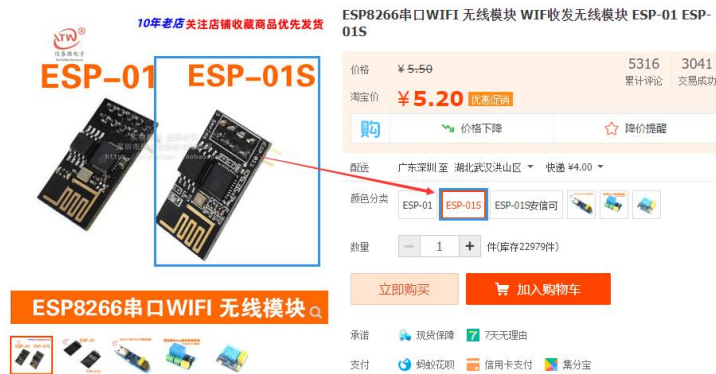 10年老店 关注店铺收藏商品优先发货
ESP-01
ESP-01S
ESP8266串口WIFI 无线模块
ESP8266串口WIFI 无线模块 WIF收发无线模块 ESP-01 ESP-
01S
价格 ¥5.50
5316 3041
累计评论 交易成功
淘宝价 ¥5.20 优惠促销
购 价格下降 降价提醒
配送 广东深圳 至 湖北武汉洪山区 快递 ¥4.00
颜色分类 ESP-01 ESP-01S ESP-01S安信可
数量 1 件(库存22979件)
立即购买 加入购物车
承诺 现货保障 7 7天无理由
支付 蚂蚁花呗 信用卡支付 集分宝